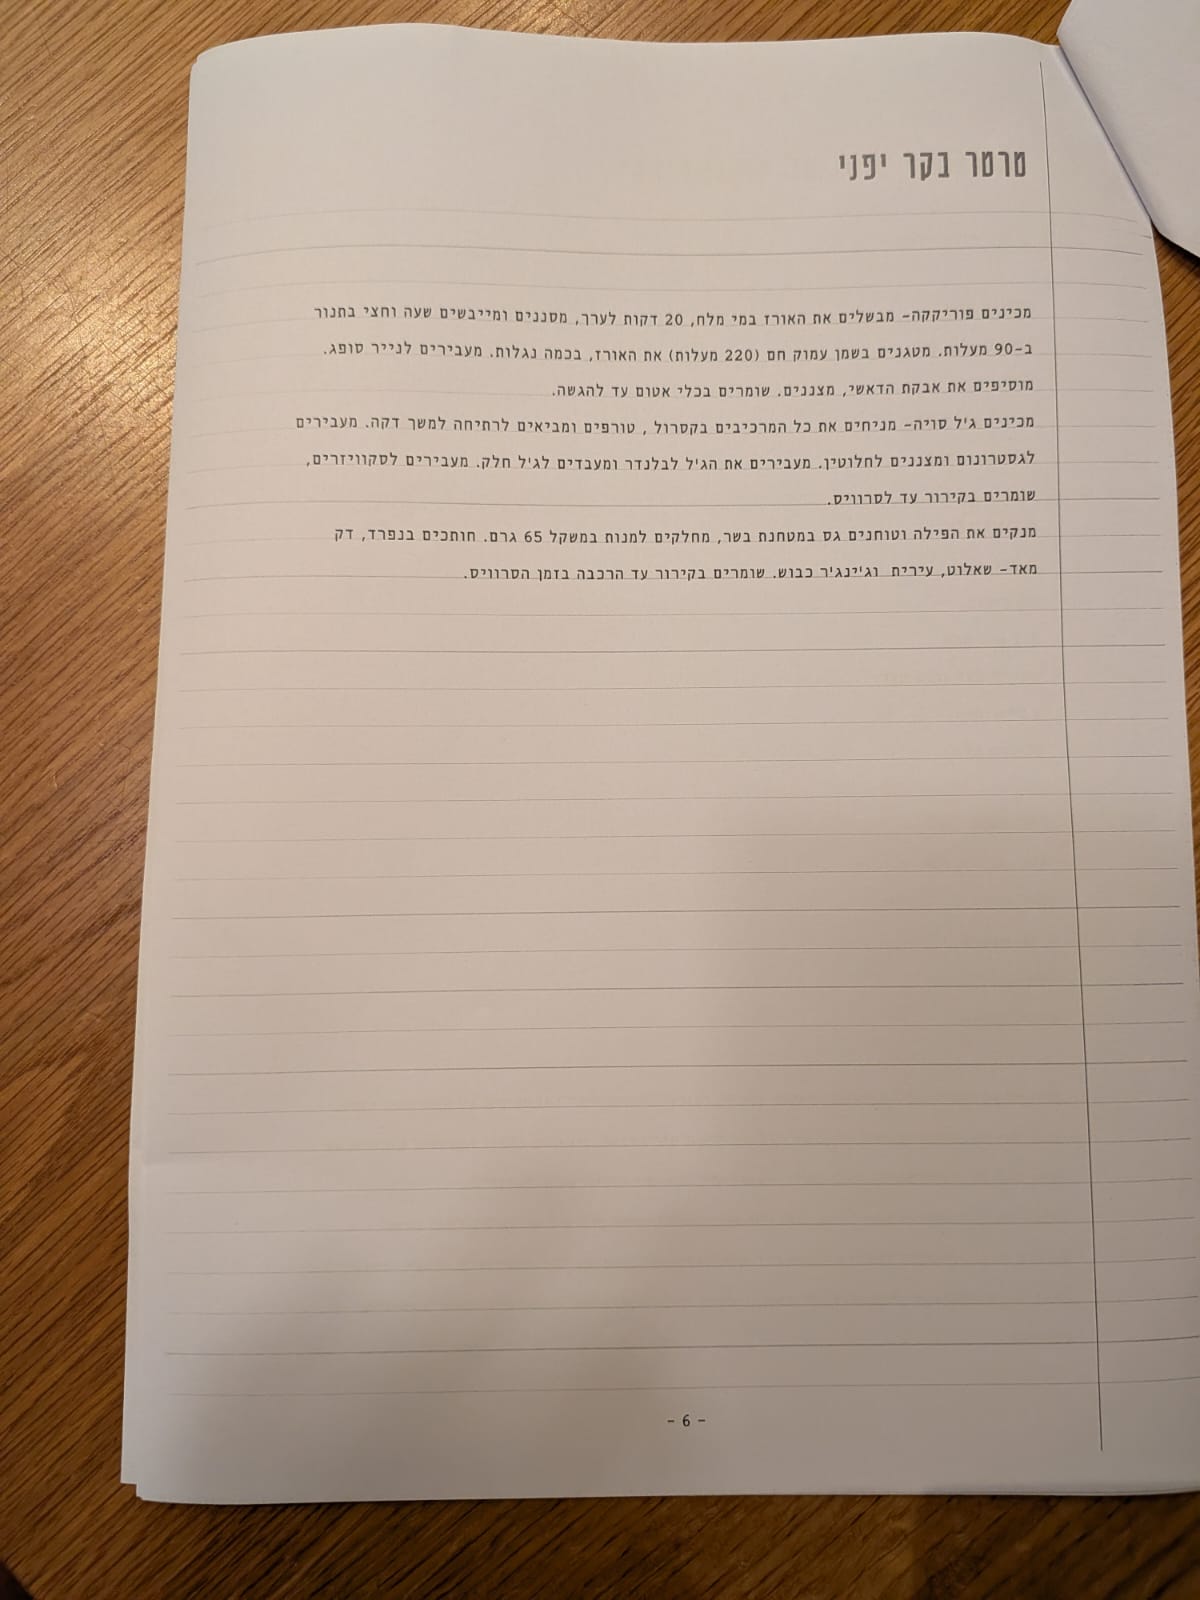 טרטר בקר יפני
מכינים פוריקקה- מבשלים את האורז במי מלח, 20 דקות לערך, מסננים ומייבשים שעה וחצי בתנור
ב-90 מעלות. מטגנים בשמן עמוק חם (220 מעלות) את האורז, בכמה נגלות. מעבירים לנייר סופג.
מוסיפים את אבקת הדאשי, מצננים. שומרים בכלי אטום עד להגשה.
מכינים ג'ל סויה- מניחים את כל המרכיבים בקסרול , טורפים ומביאים לרתיחה למשך דקה. מעבירים
לגסטרונום ומצננים לחלוטין. מעבירים את הג'ל לבלנדר ומעבדים לג'ל חלק. מעבירים לסקוויזרים,
שומרים בקירור עד לסרוויס.
מנקים את הפילה וטוחנים גס במטחנת בשר, מחלקים למנות במשקל 65 גרם. חותכים בנפרד, דק
מאד- שאלוט, עירית וג'ינג'ר כבוש. שומרים בקירור עד הרכבה בזמן הסרוויס.
- 6 -